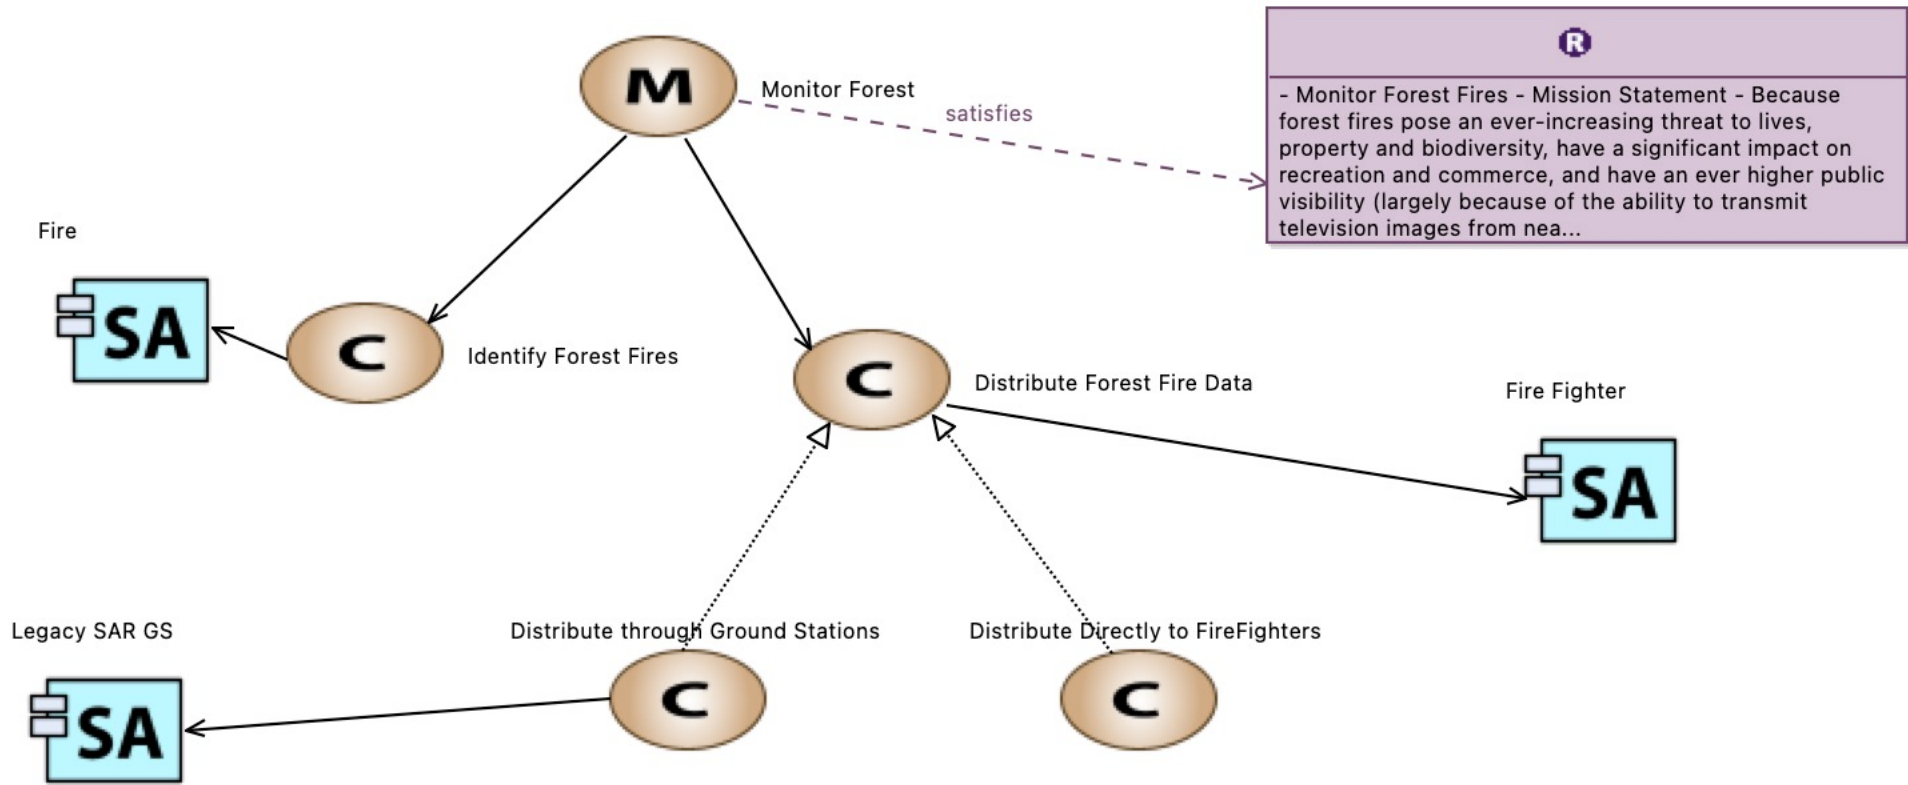 R
M
Monitor Forest
satisfies
- Monitor Forest Fires - Mission Statement - Because
forest fires pose an ever-increasing threat to lives,
property and biodiversity, have a significant impact on
recreation and commerce, and have an ever higher public
visibility (largely because of the ability to transmit
television images from nea...
Fire
SA
C
Identify Forest Fires
C
Distribute Forest Fire Data
Fire Fighter
SA
Legacy SAR GS
Distribute through Ground Stations
Distribute Directly to FireFighters
SA
C
C